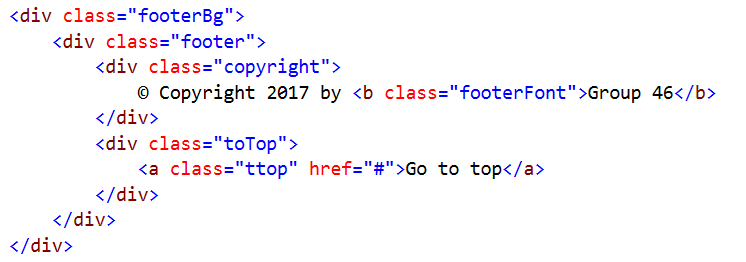 <div class="footerBg">
<div class="footer">
<div class="copyright">
© Copyright 2017 by <b class="footerFont">Group 46</b>
</div>
<div class="toTop">
<a class="ttop" href="#">Go to top</a>
</div>
</div>
</div>